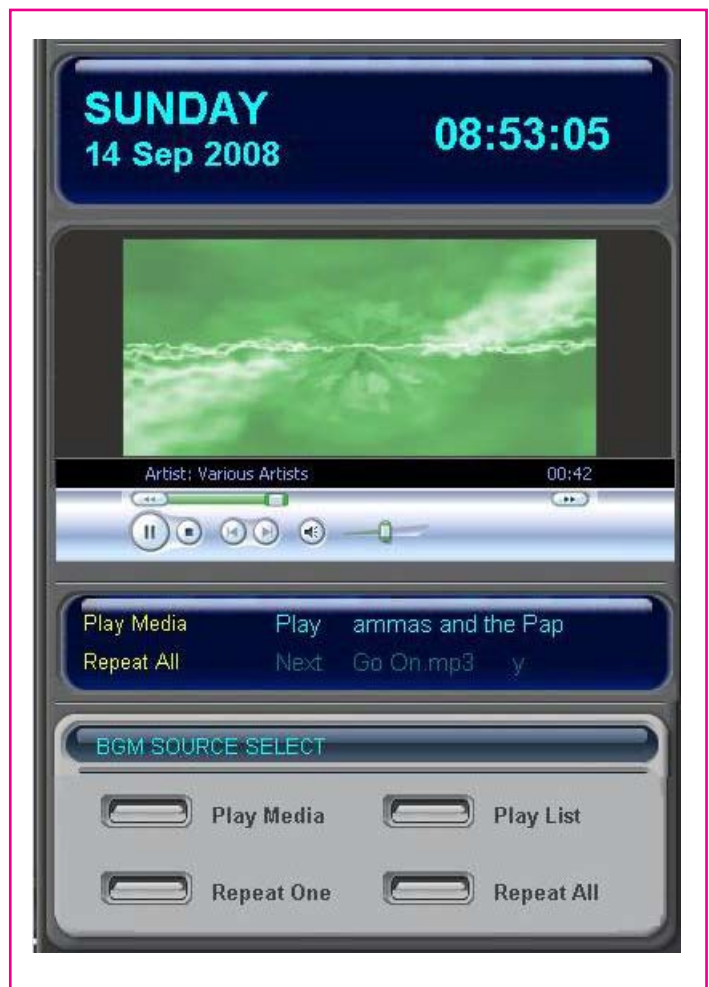 SUNDAY
14 Sep 2008
08:53:05
Artist: Various Artists 00:42
Play Media Play ammas and the Pap
Repeat All Next Go On.mp3 y
BGM SOURCE SELECT
Play Media Play List
Repeat One Repeat All